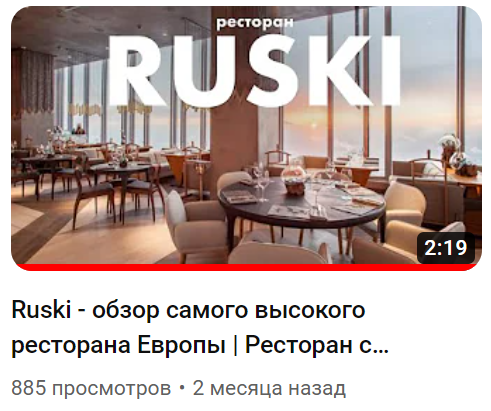 ресторан
RUSKI
2:19
Ruski - обзор самого высокого
ресторана Европы | Ресторан с...
885 просмотров • 2 месяца назад